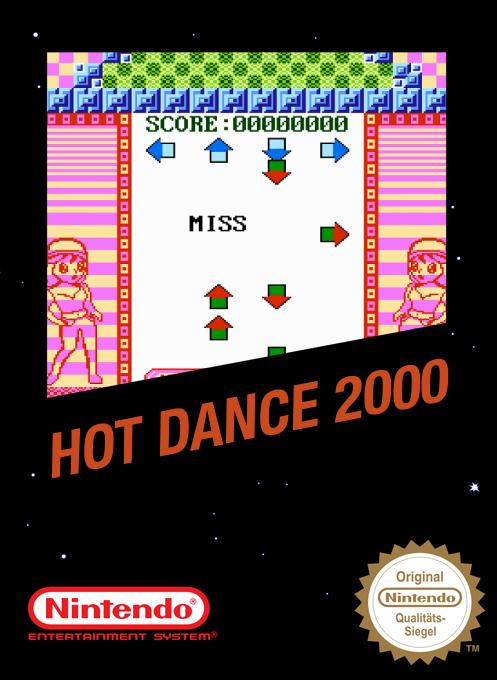 SCORE:00000000
MISS
HOT DANCE 2000
Nintendo®
ENTERTAINMENT SYSTEM®
Original
Nintendo
Qualitäts-
Siegel
TM